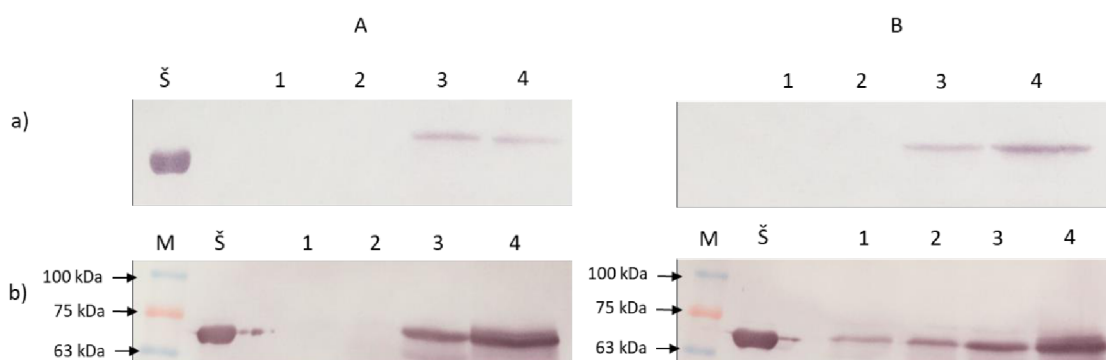 A B
Š 1 2 3 4 1 2 3 4
a)
M Š 1 2 3 4 M Š 1 2 3 4
100 kDa 100 kDa
b)
75 kDa 75 kDa
63 kDa 63 kDa